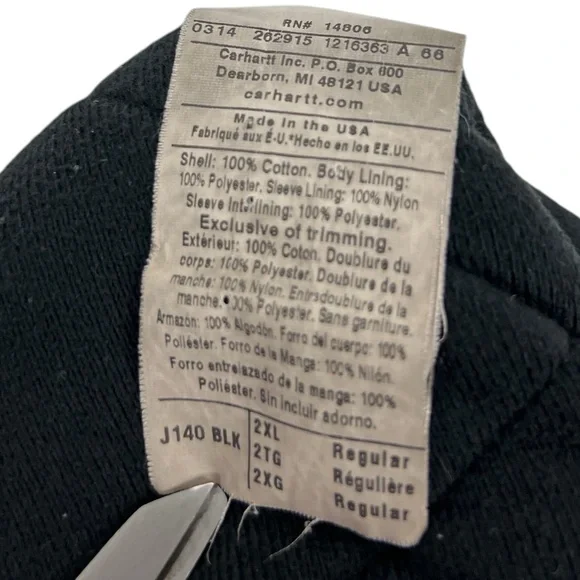 RN# 14806
0314 262915 1216363 A 66
Carhartt Inc. P.O. Box 600
Dearborn, MI 48121 USA
carhartt.com
Made in the USA
Fabriqué aux É-U.*Hecho en los EE.UU.
Shell: 100% Cotton. Body Lining:
100% Polyester. Sleeve Lining: 100% Nylon
Sleeve Interlining: 100% Polyester.
Exclusive of trimming.
Extérieur: 100% Coton. Doublure du
corps: 100% Polyester. Doublure de la
manche: 100% Nylon. Entredoublure de la
manche. 100% Polyester. Sans garniture.
Armazon: 100% Algodón. Forro del cuerpo: 100%
Poliéster. Forro de la Manga: 100% Nilón.
Forro entrelazado de la manga: 100%
Poliéster. Sin incluir adorno.
J140 BLK
2XL Regular
2TG Régulière
2XG Regular